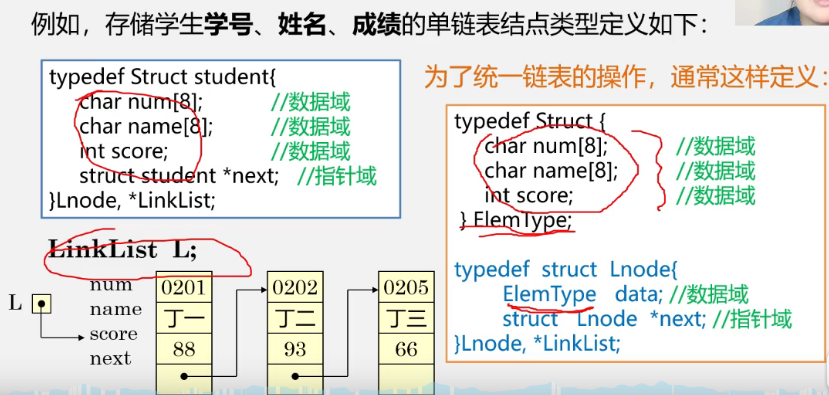 例如，存储学生学号、姓名、成绩的单链表结点类型定义如下：
typedef Struct student{
char num[8]; //数据域
char name[8]; //数据域
int score; //数据域
struct student *next; //指针域
}Lnode, *LinkList;
LinkList L;
L
num
name
score
next
0201
丁一
88
0202
丁二
93
0205
丁三
66
为了统一链表的操作，通常这样定义：
typedef Struct {
char num[8]; //数据域
char name[8]; //数据域
int score; //数据域
} ElemType;
typedef struct Lnode{
ElemType data; //数据域
struct Lnode *next; //指针域
}Lnode, *LinkList;